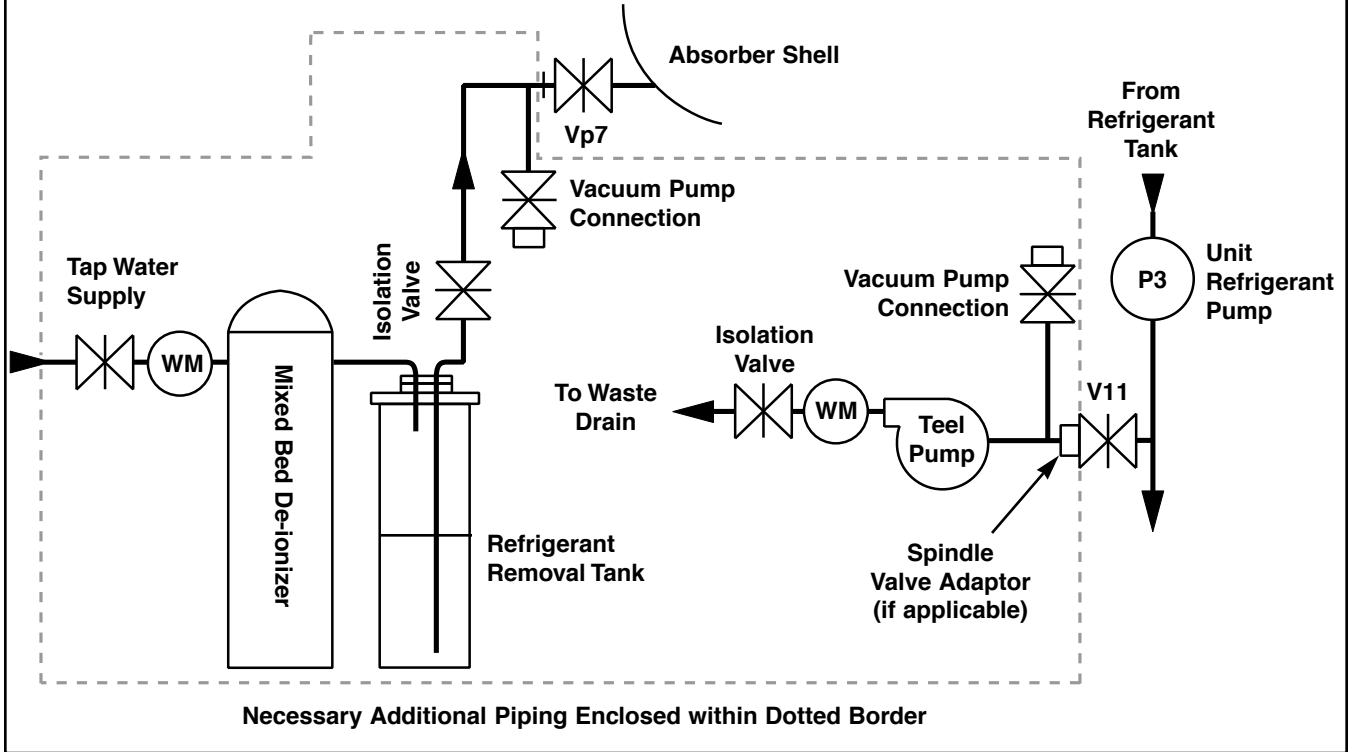 Absorber Shell
Vp7
From
Refrigerant
Tank
Vacuum Pump
Connection
Isolation
Valve
Tap Water
Supply
WM
Mixed Bed De-ionizer
Refrigerant
Removal Tank
Vacuum Pump
Connection
P3
Unit
Refrigerant
Pump
Isolation
Valve
To Waste
Drain
WM
Teel
Pump
V11
Spindle
Valve Adaptor
(if applicable)
Necessary Additional Piping Enclosed within Dotted Border